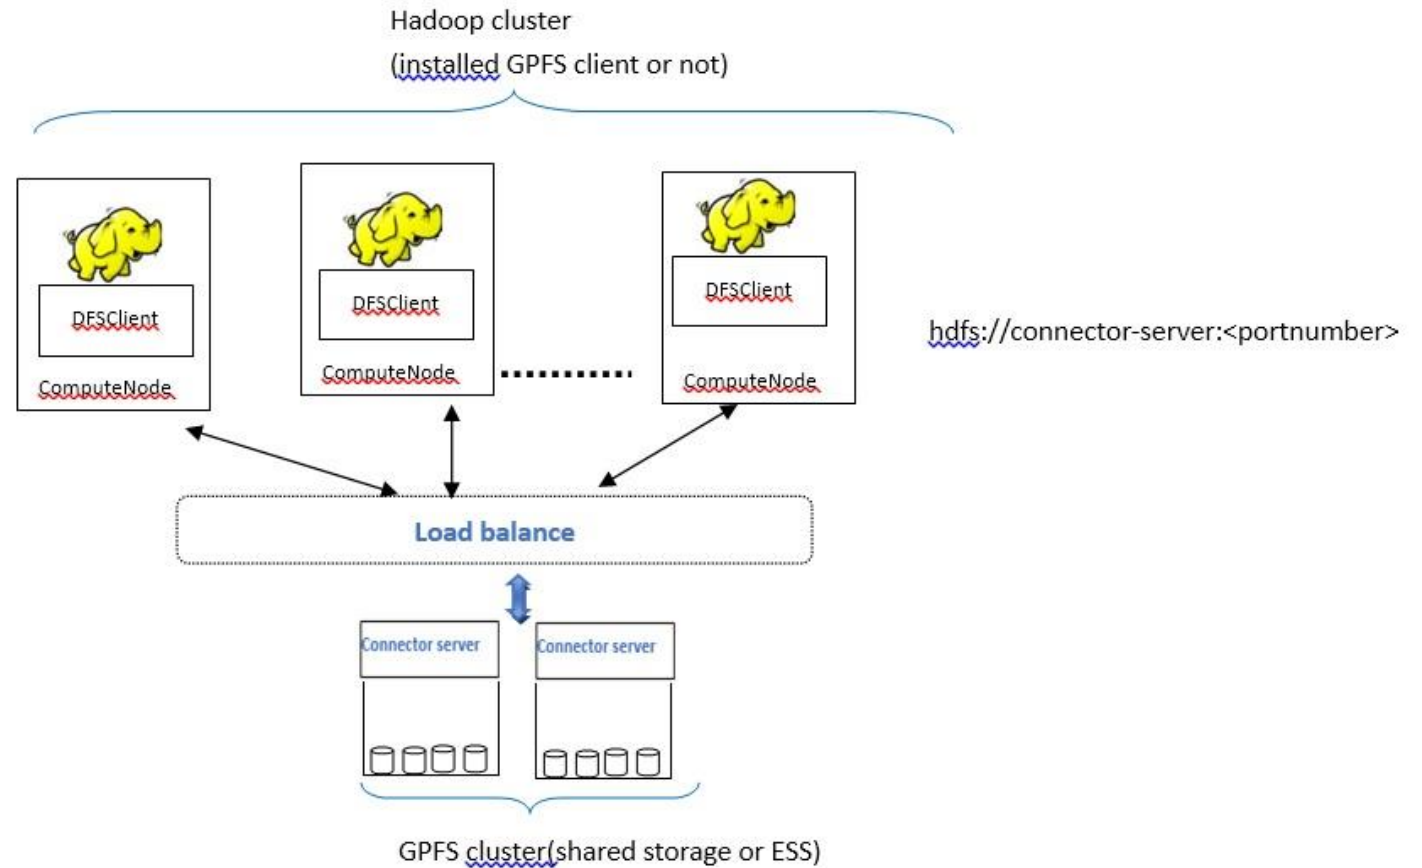 Hadoop cluster
(installed GPFS client or not)
DFSClient
ComputeNode
DFSClient
ComputeNode
DFSClient
ComputeNode
hdfs://connector-server:<portnumber>
Load balance
Connector server
Connector server
GPFS cluster(shared storage or ESS)